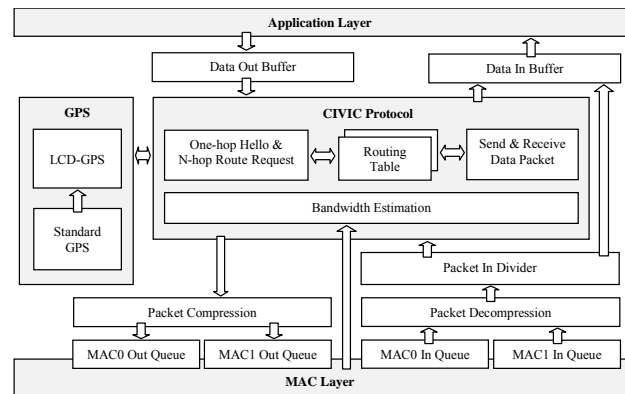 Application Layer
Data Out Buffer
Data In Buffer
GPS
CIVIC Protocol
LCD-GPS
One-hop Hello &
N-hop Route Request
Routing
Table
Send & Receive
Data Packet
Standard
GPS
Bandwidth Estimation
Packet In Divider
Packet Compression
Packet Decompression
MAC0 Out Queue
MAC1 Out Queue
MAC0 In Queue
MAC1 In Queue
MAC Layer